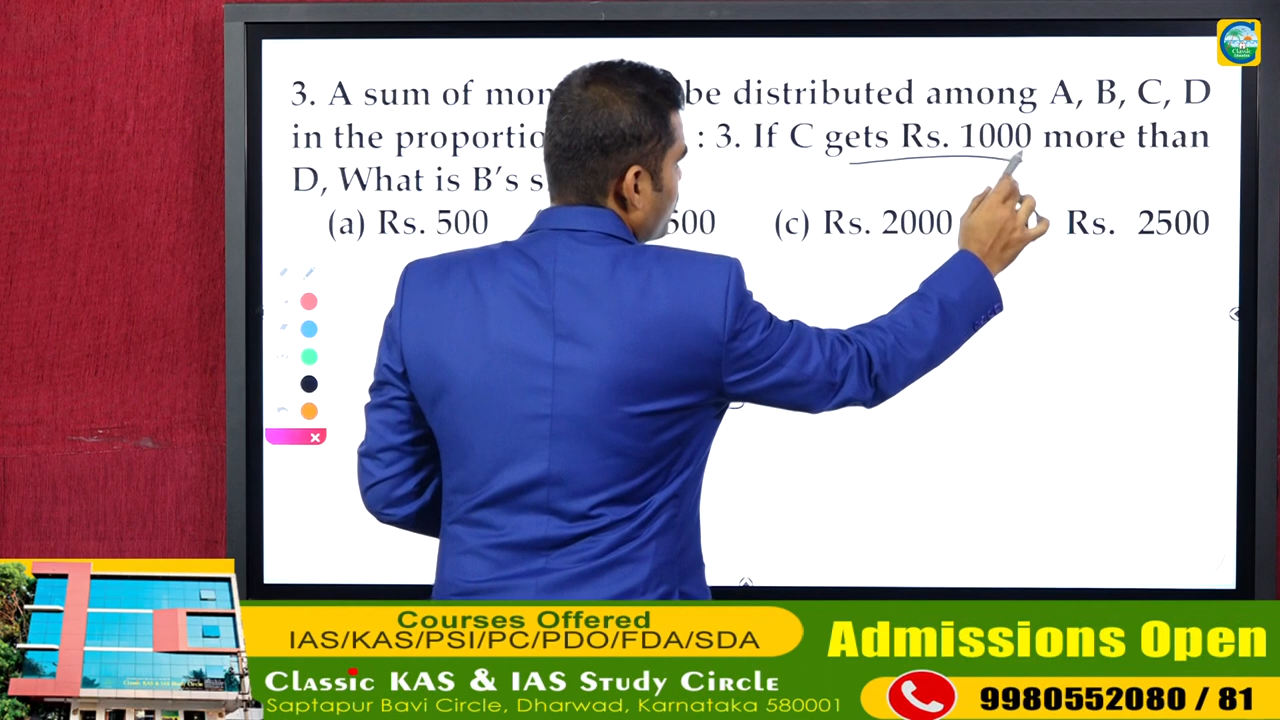 3. A sum of mon be distributed among A, B, C, D
in the proportio : 3. If C gets Rs. 1000 more than
D, What is B's s
(a) Rs. 500 500 (c) Rs. 2000 Rs. 2500
Courses Offered
IAS/KAS/PSI/PC/PDO/FDA/SDA
Classic KAS & IAS Study Circle
Saptapur Bavi Circle, Dharwad, Karnataka 580001
Admissions Open
9980552080 / 81